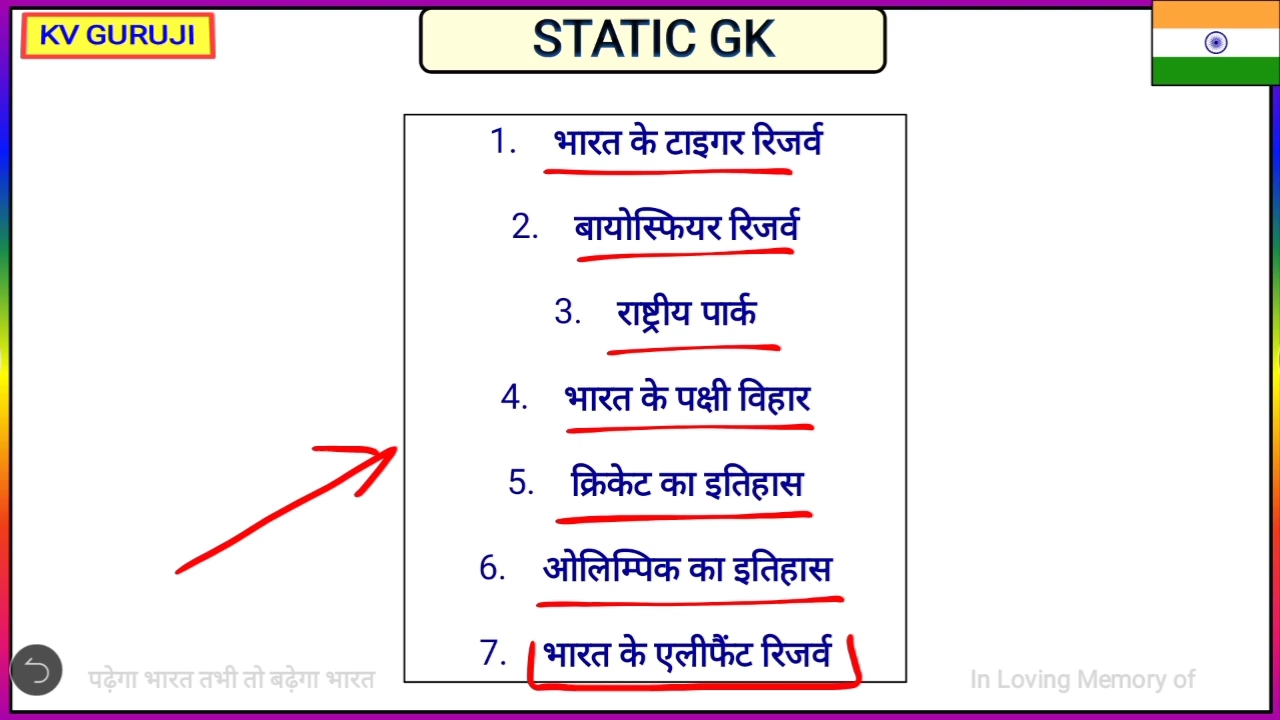 KV GURUJI
STATIC GK
1. भारत के टाइगर रिजर्व
2. बायोस्फियर रिजर्व
3. राष्ट्रीय पार्क
4. भारत के पक्षी विहार
5. क्रिकेट का इतिहास
6. ओलिम्पिक का इतिहास
7. भारत के एलीफैंट रिजर्व
पढ़ेगा भारत तभी तो बढ़ेगा भारत
In Loving Memory of